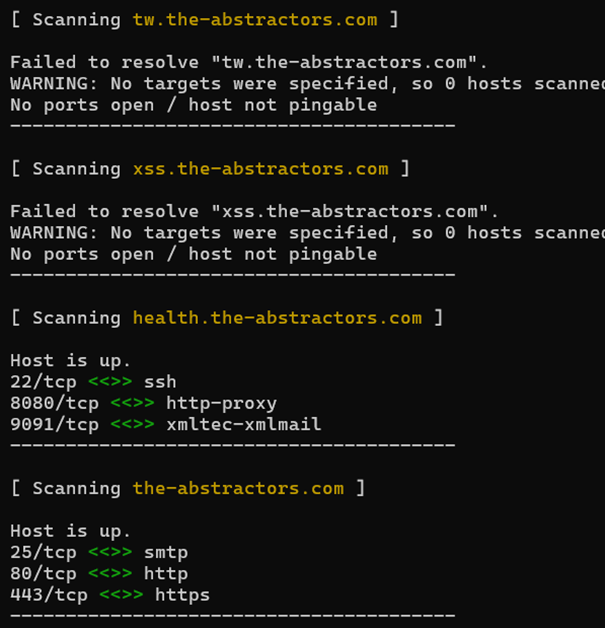 [ Scanning tw.the-abstractors.com ]
Failed to resolve "tw.the-abstractors.com".
WARNING: No targets were specified, so 0 hosts scanned
No ports open / host not pingable
----------------------------------------
[ Scanning xss.the-abstractors.com ]
Failed to resolve "xss.the-abstractors.com".
WARNING: No targets were specified, so 0 hosts scanned
No ports open / host not pingable
----------------------------------------
[ Scanning health.the-abstractors.com ]
Host is up.
22/tcp <<>> ssh
8080/tcp <<>> http-proxy
9091/tcp <<>> xmltec-xmlmail
----------------------------------------
[ Scanning the-abstractors.com ]
Host is up.
25/tcp <<>> smtp
80/tcp <<>> http
443/tcp <<>> https
----------------------------------------